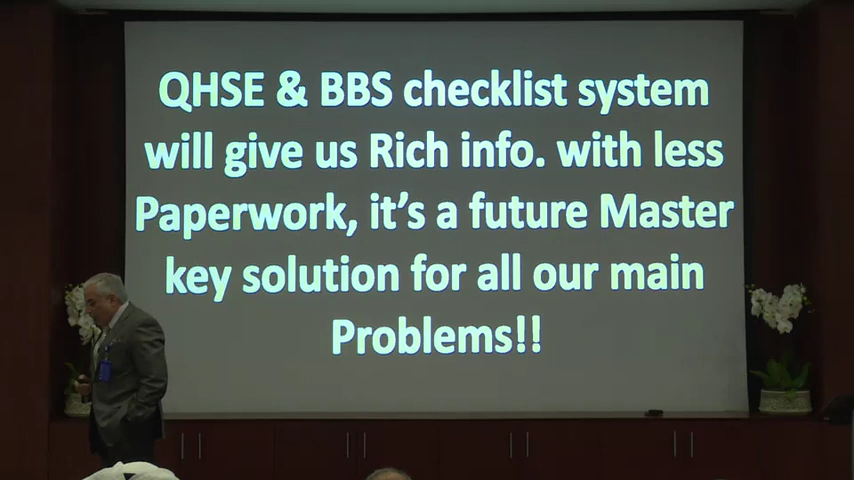 QHSE & BBS checklist system
will give us Rich info. with less
Paperwork, it's a future Master
key solution for all our main
Problems!!